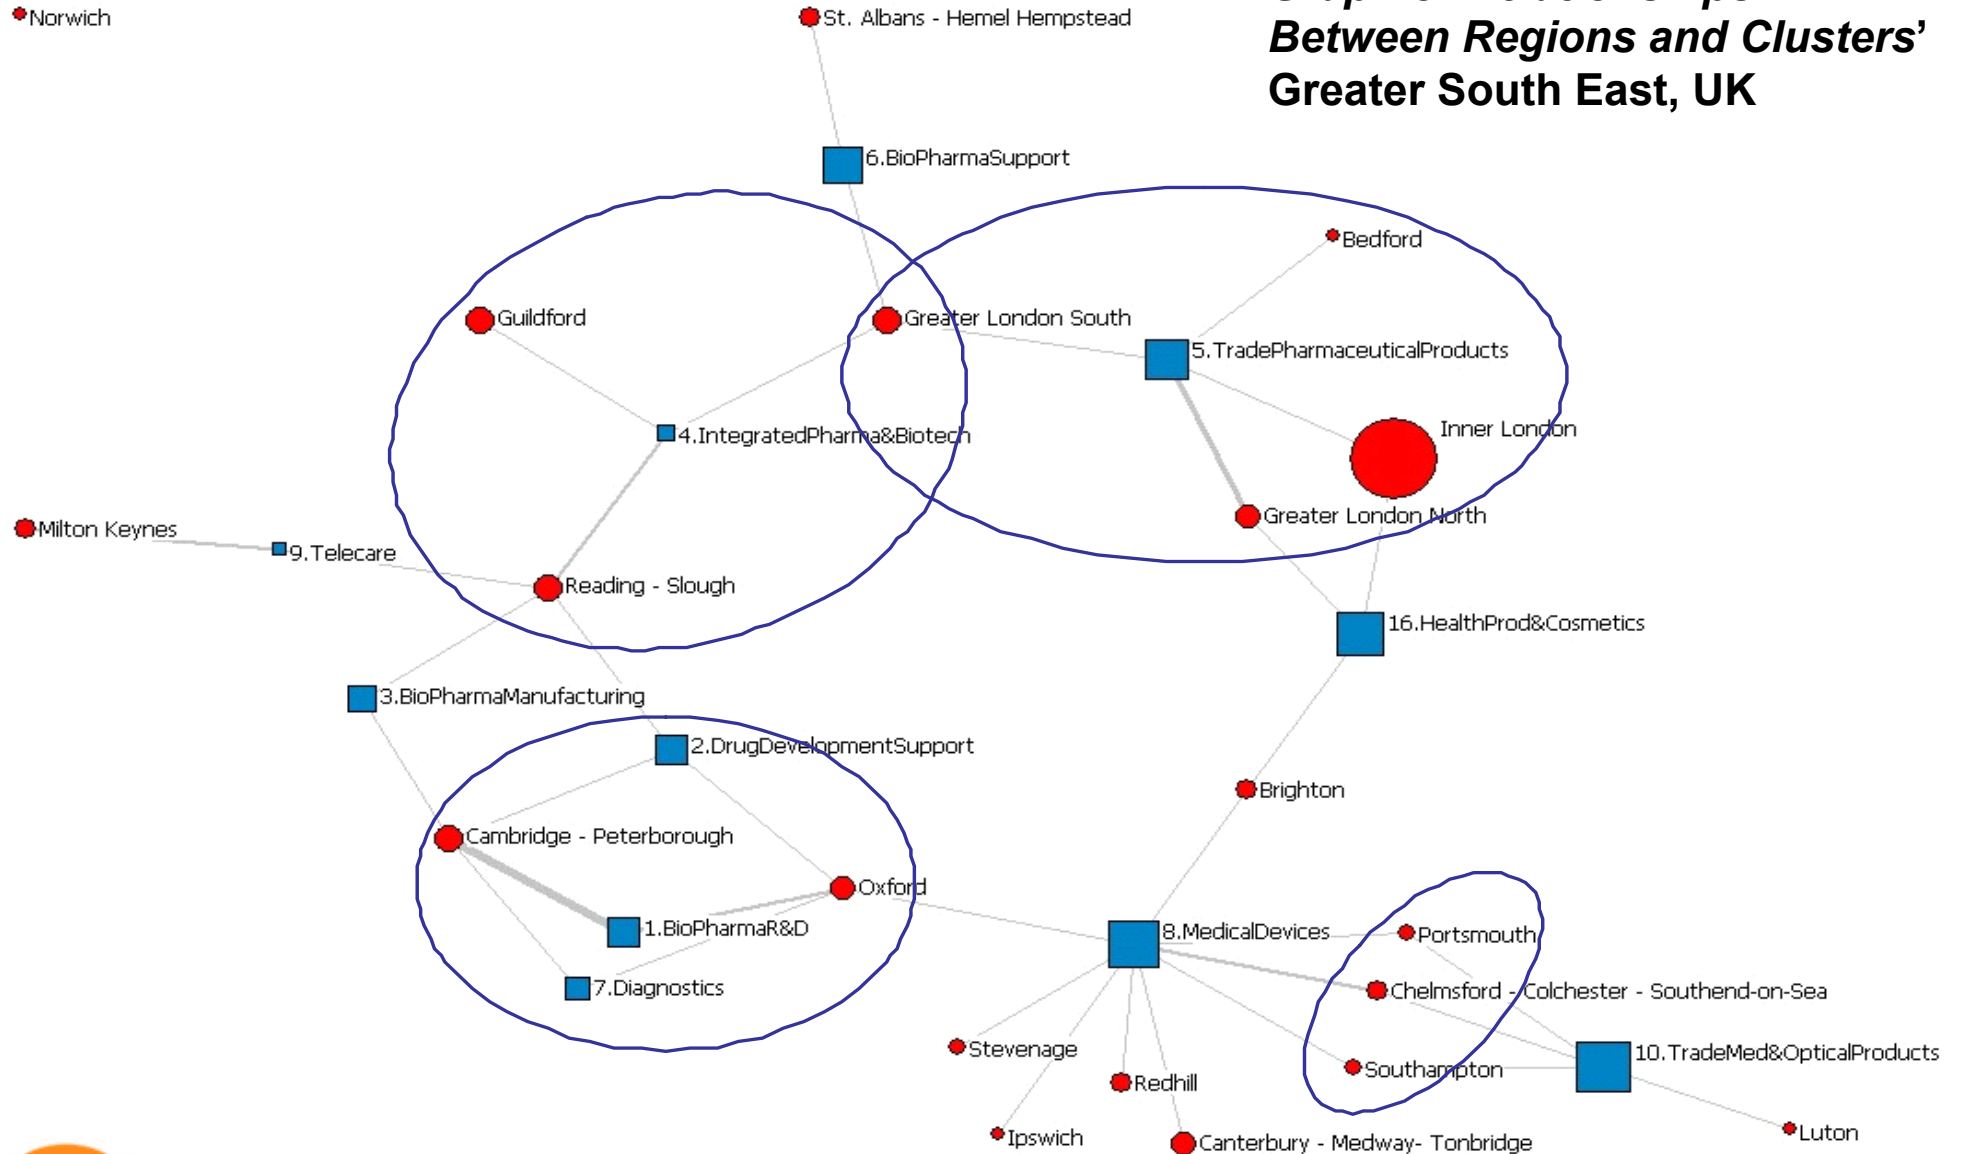 Between Regions and Clusters’
Greater South East, UK
Norwich
St. Albans - Hemel Hempstead
6.BioPharmaSupport
Bedford
Guildford
Greater London South
5.TradePharmaceuticalProducts
Inner London
4.IntegratedPharma&Biotech
Greater London North
Milton Keynes
9.Telecare
Reading - Slough
16.HealthProd&Cosmetics
3.BioPharmaManufacturing
2.DrugDevelopmentSupport
Brighton
Cambridge - Peterborough
Oxford
1.BioPharmaR&D
8.MedicalDevices
Portsmouth
7.Diagnostics
Chelmsford - Colchester - Southend-on-Sea
Stevenage
10.TradeMed&OpticalProducts
Southampton
Redhill
Ipswich
Luton
Canterbury - Medway- Tonbridge